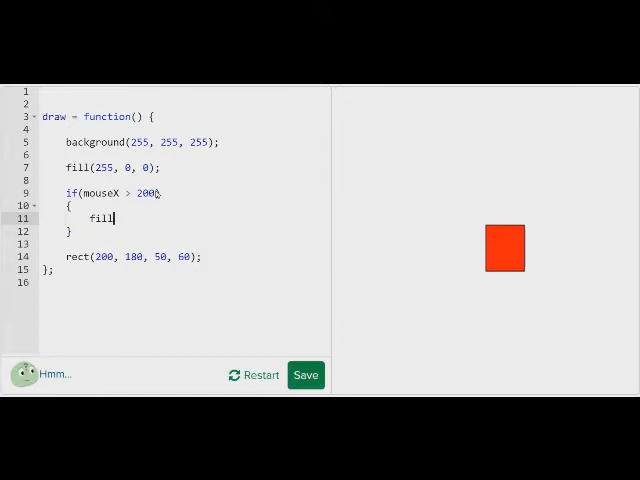 1
2
3 draw = function() {
4
5 background(255, 255, 255);
6
7 fill(255, 0, 0);
8
9 if(mouseX > 200)
10 {
11 fill
12 }
13
14 rect(200, 180, 50, 60);
15 };
16
Hmm... Restart Save